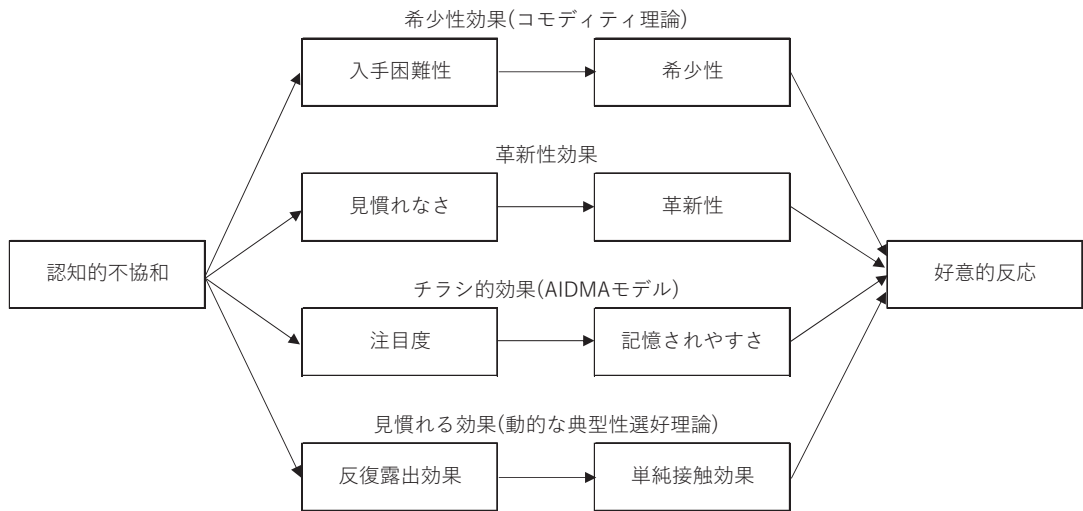 希少性効果(コモディティ理論)
入手困難性
希少性
革新性効果
見慣れなさ
革新性
認知的不協和
好意的反応
チラシ的効果(AIDMAモデル)
注目度
記憶されやすさ
見慣れる効果(動的な典型性選好理論)
反復露出効果
単純接触効果